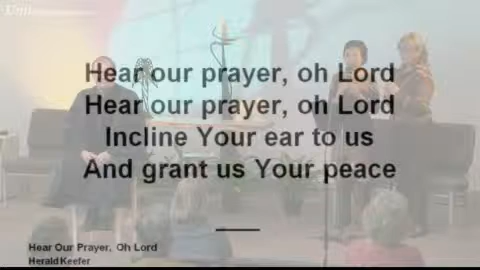 Hear our prayer, oh Lord
Hear our prayer, oh Lord
Incline Your ear to us
And grant us Your peace
Hear Our Prayer, Oh Lord
Herald Keefer